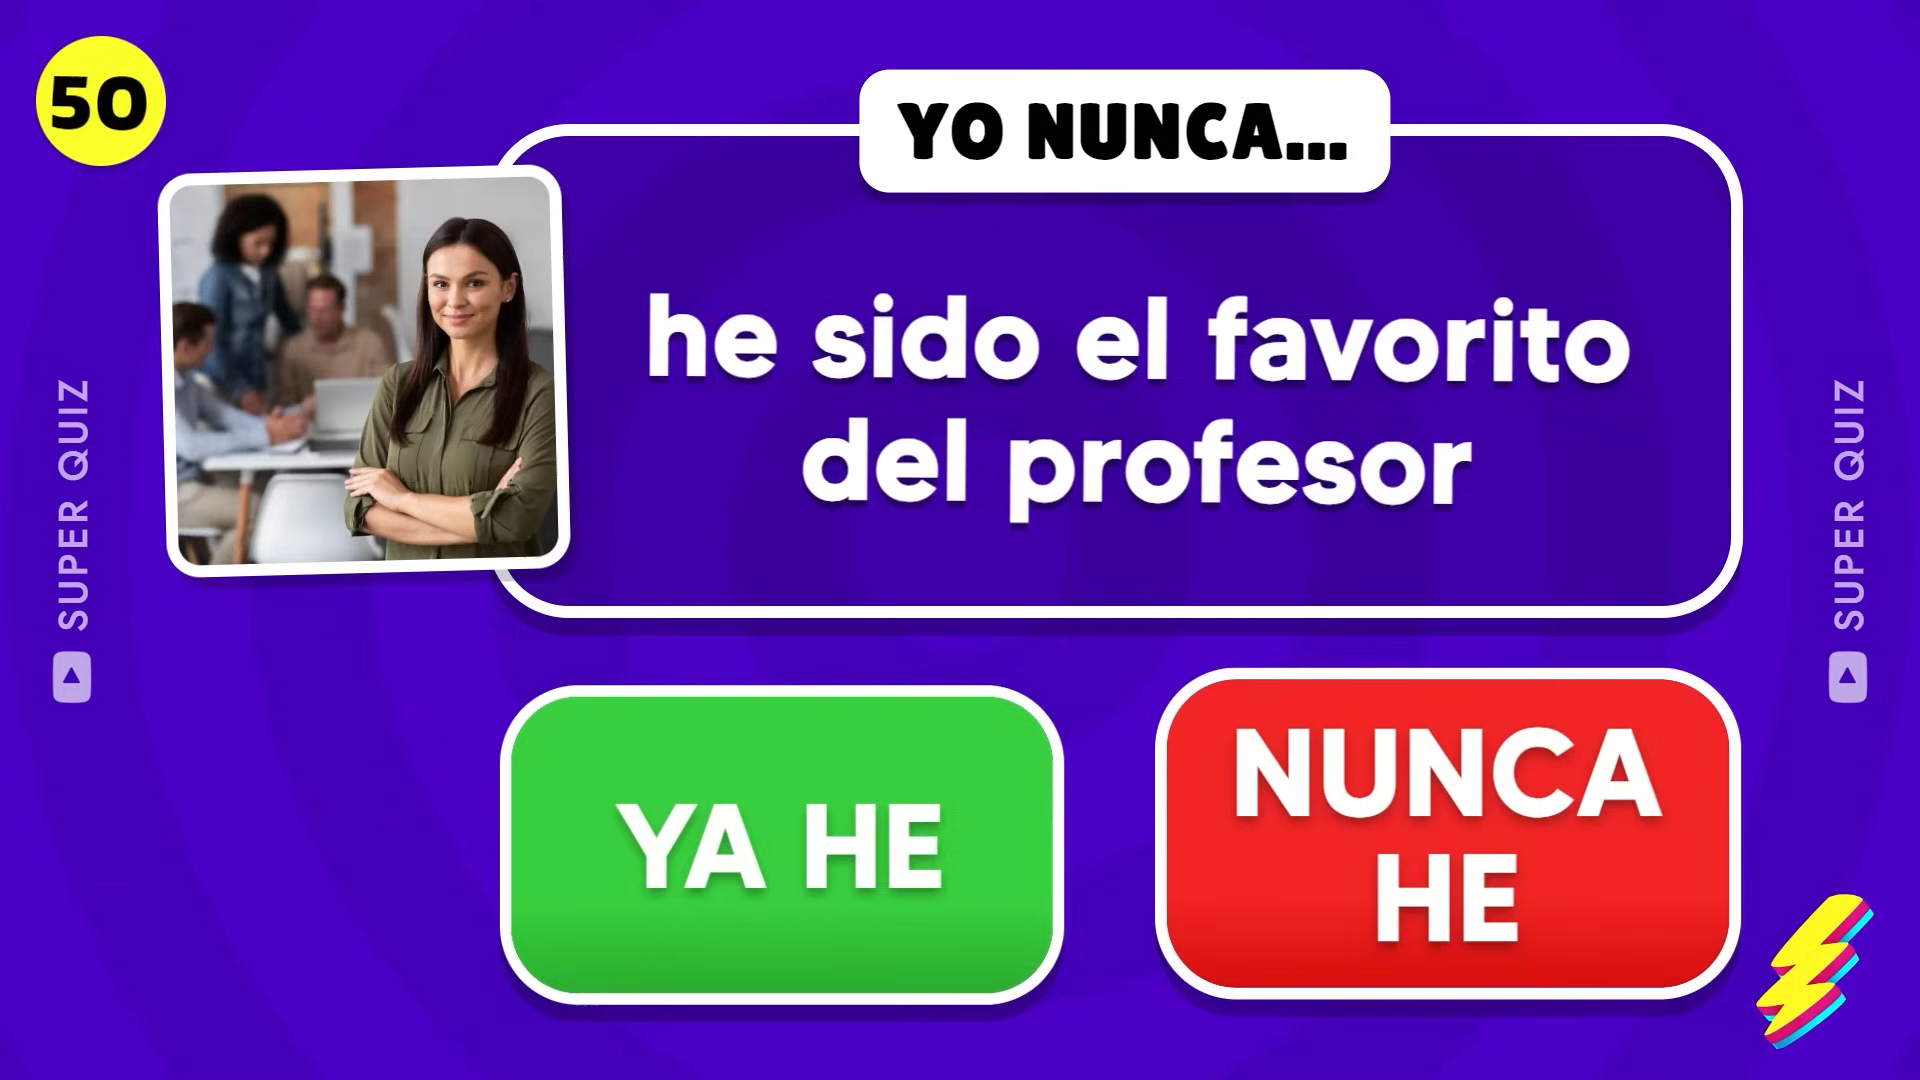 50
YO NUNCA...
he sido el favorito
del profesor
SUPER QUIZ
SUPER QUIZ
YA HE
NUNCA
HE